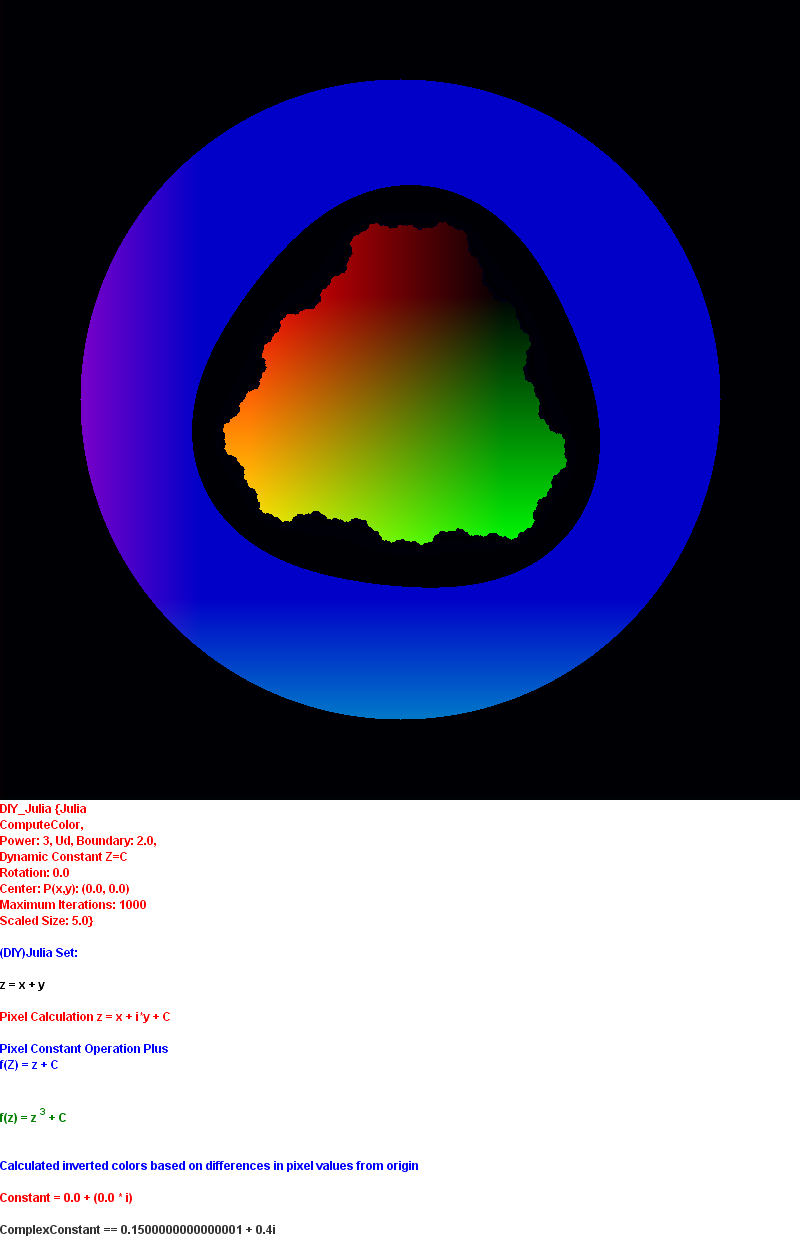 DIY_Julia {Julia
ComputeColor,
Power: 3, Ud, Boundary: 2.0,
Dynamic Constant Z=C
Rotation: 0.0
Center: P(x,y): (0.0, 0.0)
Maximum Iterations: 1000
Scaled Size: 5.0}
(DIY)Julia Set:
z = x + y
Pixel Calculation z = x + i*y + C
Pixel Constant Operation Plus
f(Z) = z + C
f(z) = z ³ + C
Calculated inverted colors based on differences in pixel values from origin
Constant = 0.0 + (0.0 * i)
ComplexConstant == 0.1500000000000001 + 0.4i